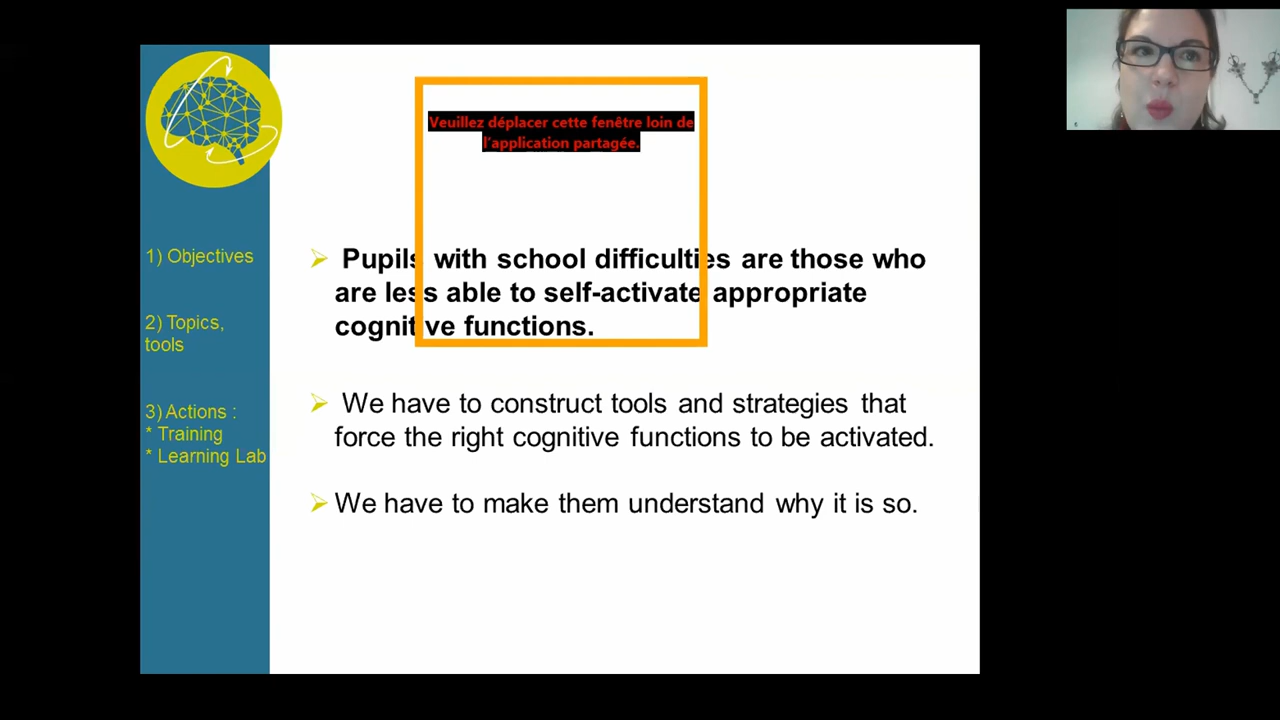 Veuillez déplacer cette fenêtre loin de
l'application partagée.
1) Objectives
2) Topics,
tools
3) Actions :
* Training
* Learning Lab
Pupils with school difficulties are those who
are less able to self-activate appropriate
cognitive functions.
We have to construct tools and strategies that
force the right cognitive functions to be activated.
We have to make them understand why it is so.